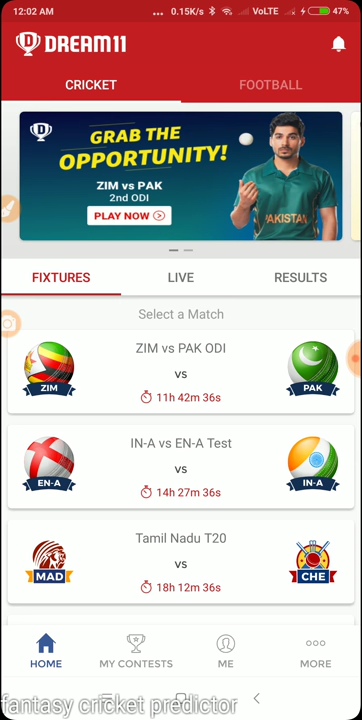 12:02 AM ... 0.15K/s VoLTE 47%
D DREAM11
CRICKET FOOTBALL
D
GRAB THE
OPPORTUNITY!
ZIM vs PAK
2nd ODI
PLAY NOW
PAKISTAN
FIXTURES LIVE RESULTS
Select a Match
ZIM vs PAK ODI
vs
ZIM PAK
11h 42m 36s
IN-A vs EN-A Test
vs
EN-A IN-A
14h 27m 36s
Tamil Nadu T20
vs
MAD CHE
18h 12m 36s
HOME MY CONTESTS ME MORE
fantasy cricket predictor